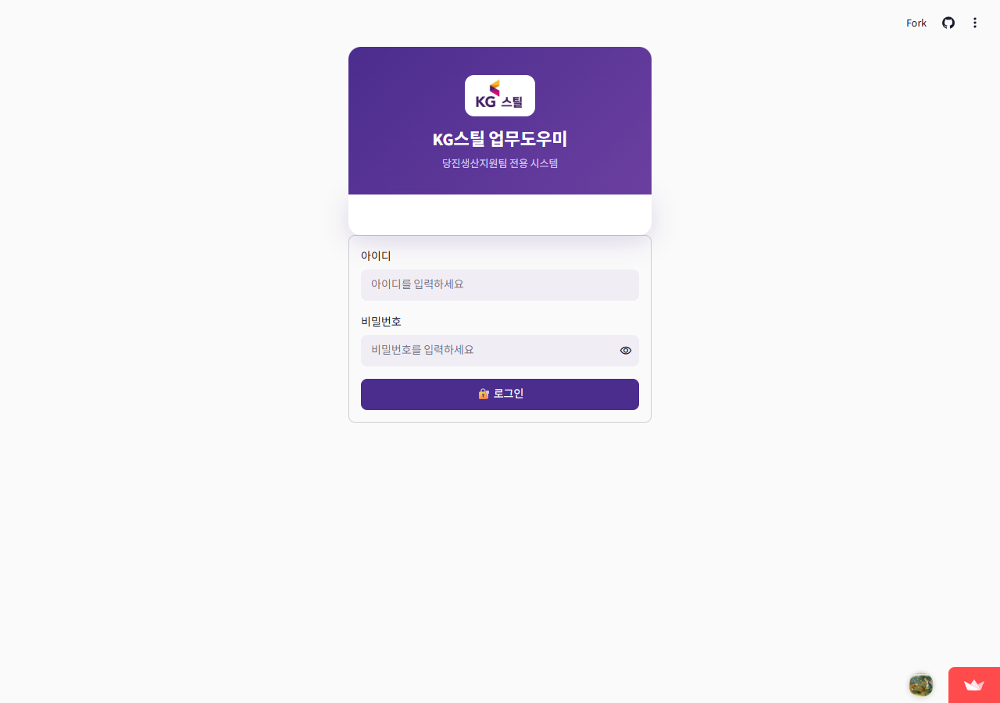 Fork
KG 스틸
KG스틸 업무도우미
당진생산지원팀 전용 시스템
아이디
아이디를 입력하세요
비밀번호
비밀번호를 입력하세요
로그인